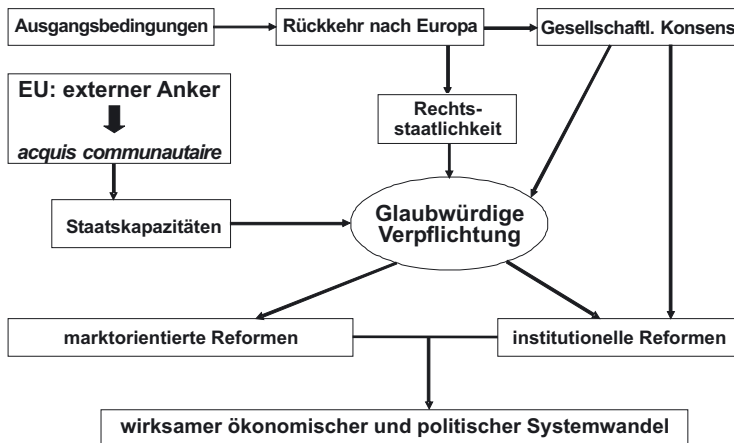 Ausgangsbedingungen
Rückkehr nach Europa
Gesellschaftl. Konsens
EU: externer Anker
acquis communautaire
Rechts-
staatlichkeit
Staatskapazitäten
Glaubwürdige
Verpflichtung
marktorientierte Reformen
institutionelle Reformen
wirksamer ökonomischer und politischer Systemwandel